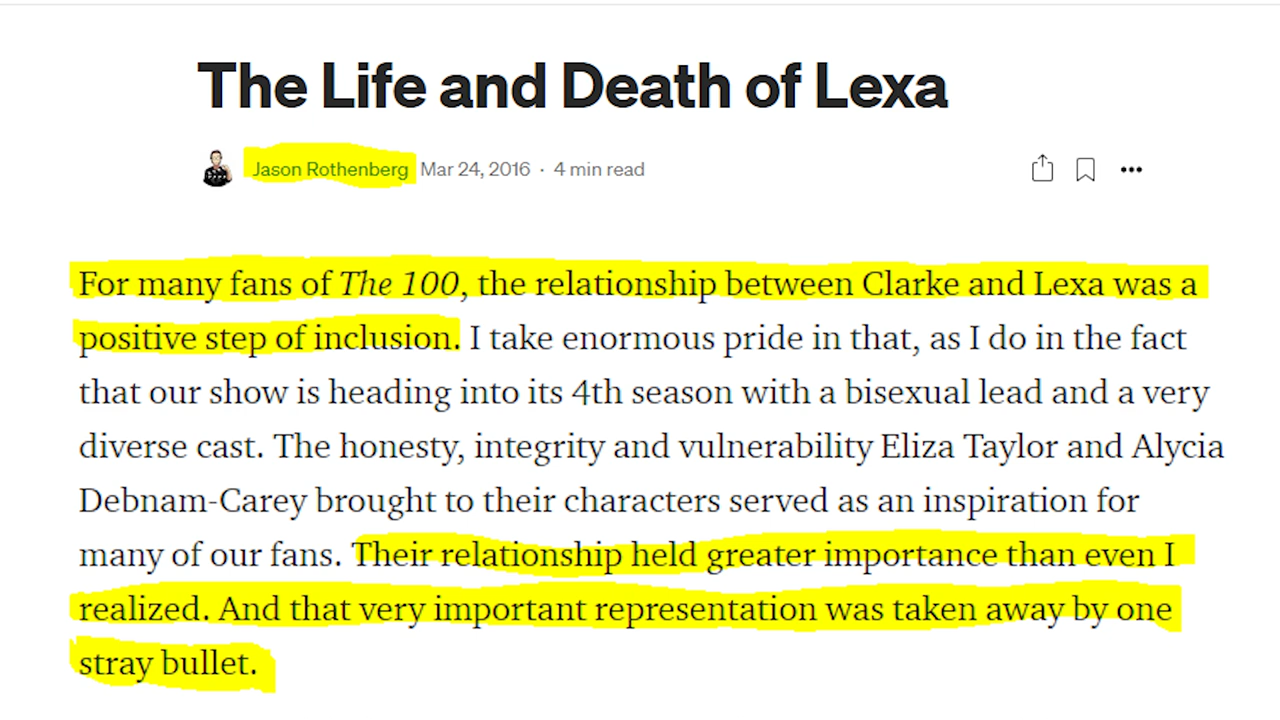 The Life and Death of Lexa
Jason Rothenberg Mar 24, 2016 · 4 min read
For many fans of The 100, the relationship between Clarke and Lexa was a
positive step of inclusion. I take enormous pride in that, as I do in the fact
that our show is heading into its 4th season with a bisexual lead and a very
diverse cast. The honesty, integrity and vulnerability Eliza Taylor and Alycia
Debnam-Carey brought to their characters served as an inspiration for
many of our fans. Their relationship held greater importance than even I
realized. And that very important representation was taken away by one
stray bullet.